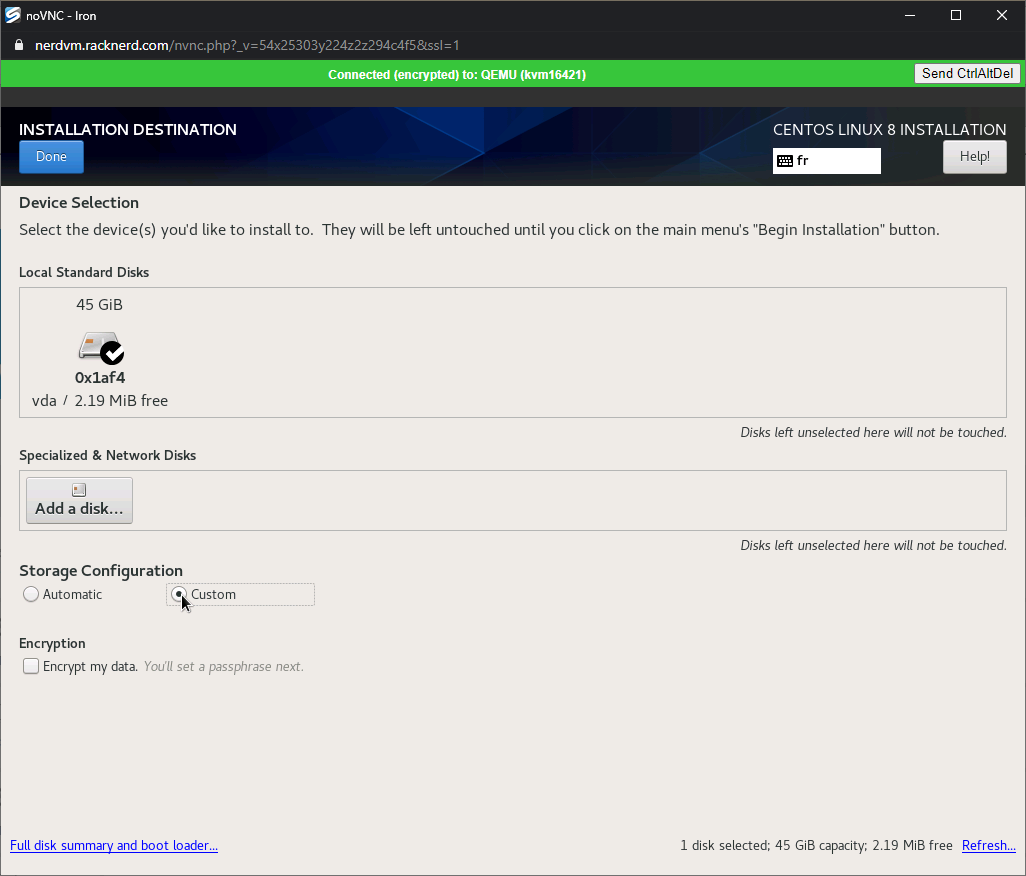 noVNC - Iron
nerdvm.racknerd.com/nvnc.php?_v=54x25303y224z2z294c4f5&ssl=1
Connected (encrypted) to: QEMU (kvm16421)
Send CtrlAltDel
INSTALLATION DESTINATION
CENTOS LINUX 8 INSTALLATION
Done
fr
Help!
Device Selection
Select the device(s) you'd like to install to.  They will be left untouched until you click on the main menu's "Begin Installation" button.
Local Standard Disks
45 GiB
0x1af4
vda / 2.19 MiB free
Disks left unselected here will not be touched.
Specialized & Network Disks
Add a disk...
Disks left unselected here will not be touched.
Storage Configuration
Automatic
Custom
Encryption
Encrypt my data. You'll set a passphrase next.
Full disk summary and boot loader...
1 disk selected; 45 GiB capacity; 2.19 MiB free
Refresh...